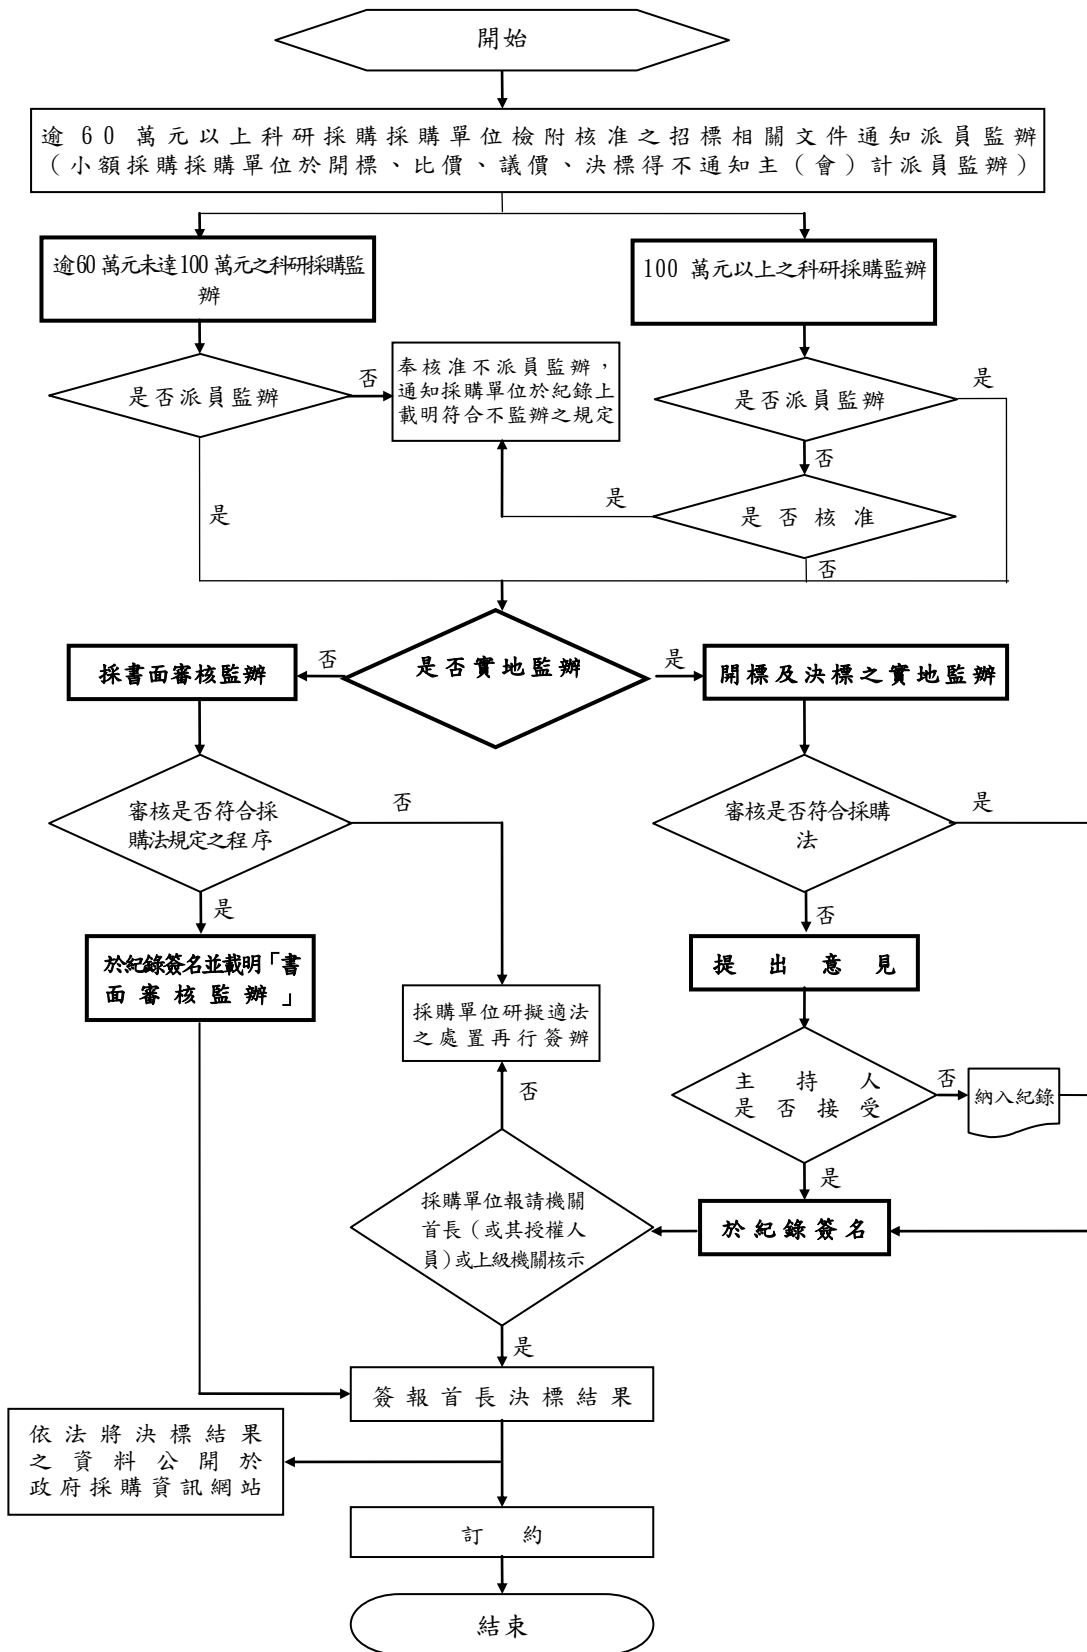 開始
逾60萬元以上科研採購採購單位檢附核准之招標相關文件通知派員監辦
（小額採購採購單位於開標、比價、議價、決標得不通知主（會）計派員監辦）
逾60萬元未達100萬元之科研採購監
辦
100 萬元以上之科研採購監辦
奉核准不派員監辦，
通知採購單位於紀錄上
載明符合不監辦之規定
是否派員監辦
否
是否派員監辦
是
否
是
是否核准
是
否
採書面審核監辦
否
是否實地監辦
是
開標及決標之實地監辦
審核是否符合採
購法規定之程序
否
審核是否符合採購
法
是
是
否
於紀錄簽名並載明「書
面審核監辦」
提出意見
採購單位研擬適法
之處置再行簽辦
主持人
是否接受
否
納入紀錄
否
是
採購單位報請機關
首長（或其授權人
員）或上級機關核示
於紀錄簽名
是
簽報首長決標結果
依法將決標結果
之資料公開於
政府採購資訊網站
訂約
結束